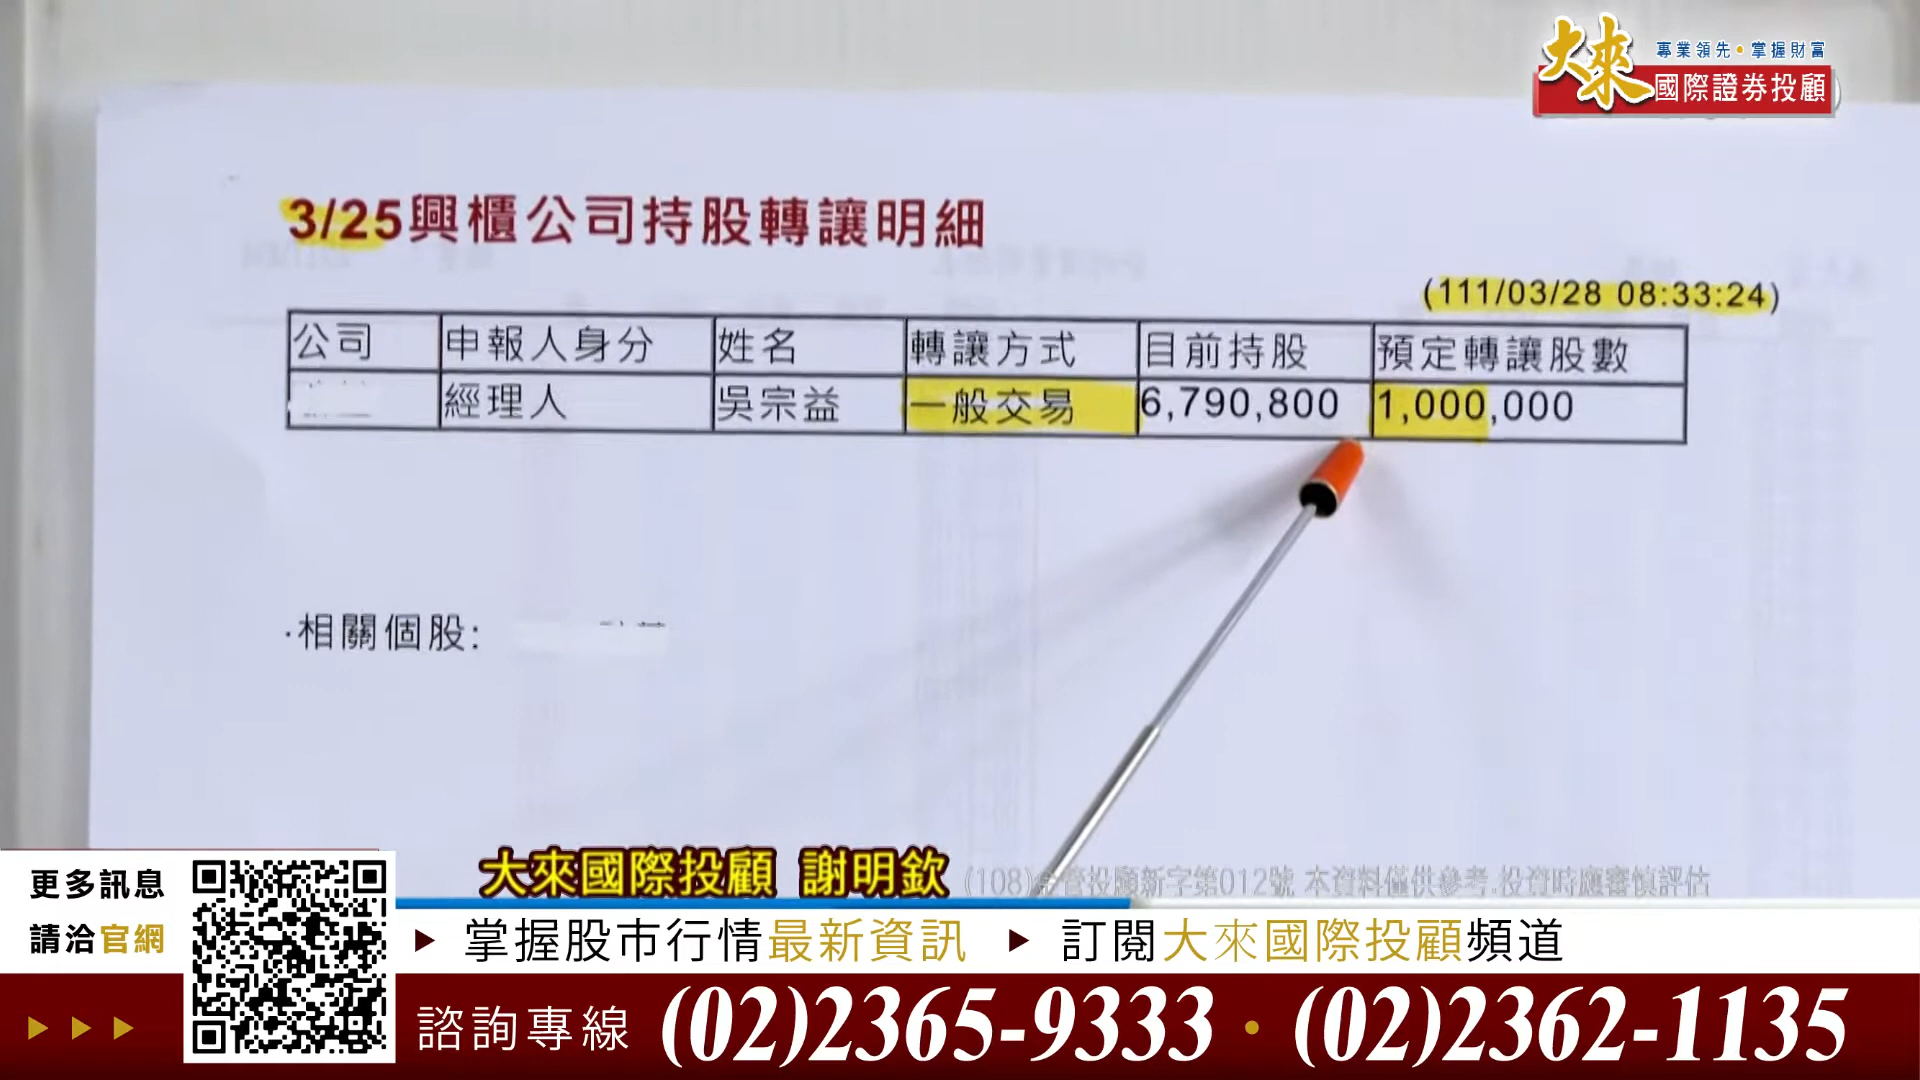 大來
專業領先•掌握財富
國際證券投顧
3/25興櫃公司持股轉讓明細
(111/03/28 08:33:24)
公司 申報人身分 姓名 轉讓方式 目前持股 預定轉讓股數
經理人 吳宗益 一般交易 6,790,800 1,000,000
·相關個股:
大來國際投顧 謝明欽
(108)金管投顧新字第012號 本資料僅供參考.投資時應審慎評估
更多訊息
請洽官網
掌握股市行情最新資訊 訂閱大來國際投顧頻道
諮詢專線 (02)2365-9333 • (02)2362-1135